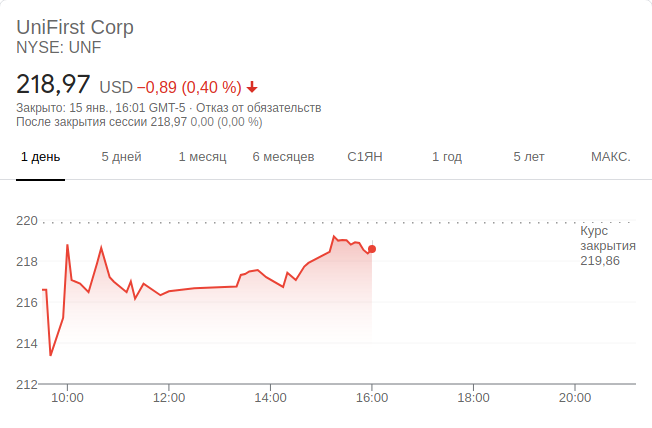 UniFirst Corp
NYSE: UNF
218,97 USD −0,89 (0,40 %)
Закрыто: 15 янв., 16:01 GMT-5 · Отказ от обязательств
После закрытия сессии 218,97 0,00 (0,00 %)
1 день 5 дней 1 месяц 6 месяцев С1ЯН 1 год 5 лет МАКС.
220
218
216
214
212
Курс
закрытия
219,86
10:00 12:00 14:00 16:00 18:00 20:00